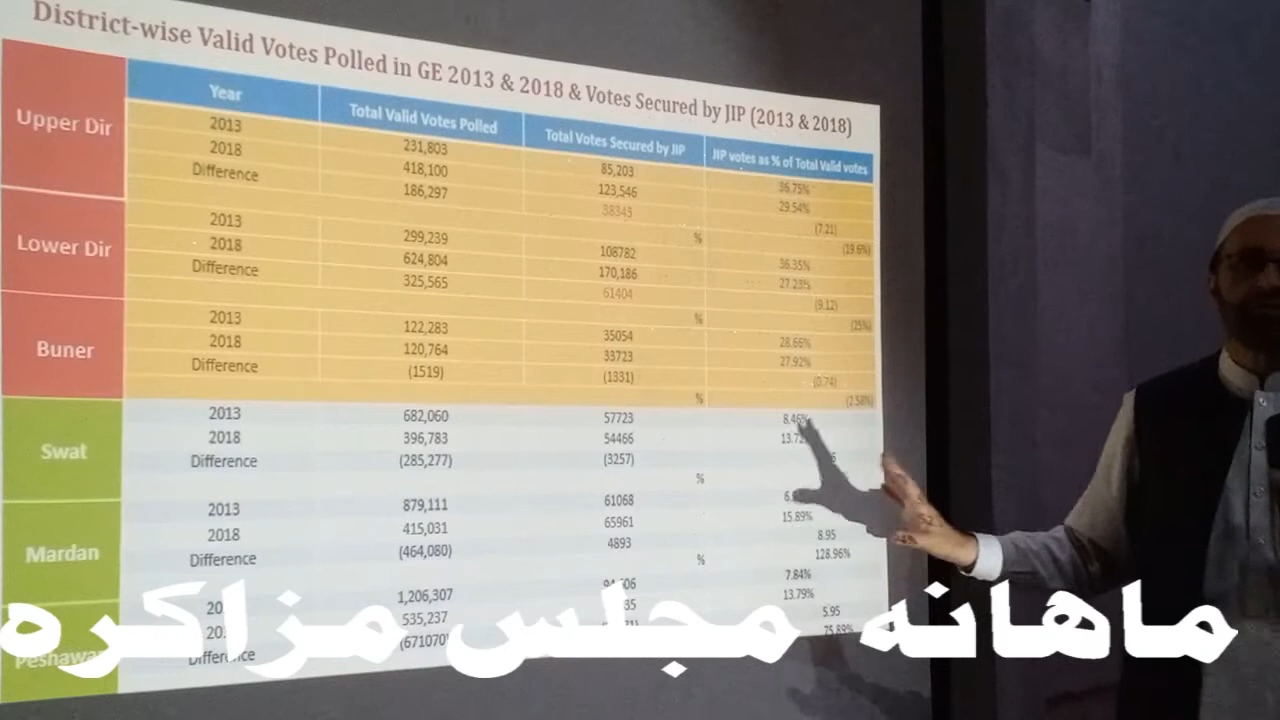 District-wise Valid Votes Polled in GE 2013 & 2018 & Votes Secured by JIP (2013 & 2018)
Year Total Valid Votes Polled Total Votes Secured by JIP JIP votes as % of Total Valid votes
Upper Dir
2013 231,803 85,203 36.75%
2018 418,100 123,546 29.54%
Difference 186,297 38343 (7.21)
% (19.6%)
Lower Dir
2013 299,239 108782 36.35%
2018 624,804 170,186 27.23%
Difference 325,565 61404 (9.12)
% (25%)
Buner
2013 122,283 35054 28.66%
2018 120,764 33723 27.92%
Difference (1519) (1331) (0.74)
% (2.58%)
Swat
2013 682,060 57723 8.46%
2018 396,783 54466
Difference (285,277) (3257)
%
Mardan
2013 879,111 61068
2018 415,031 65961 15.89%
Difference (464,080) 4893 8.95
% 128.96%
Peshawar
1,206,307 7.84%
535,237 13.79%
Difference (671070) 5.95
75.89%
ماهانه مجلس مزاکره